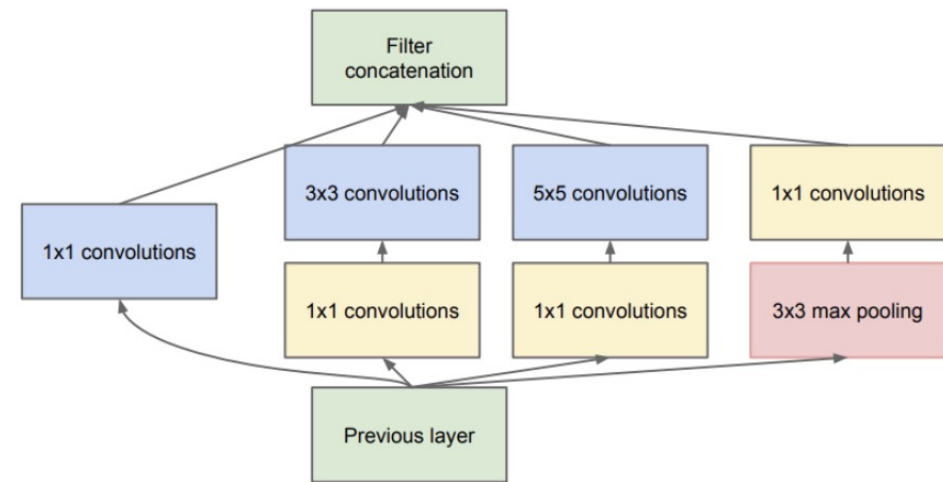 Filter
concatenation
3x3 convolutions
5x5 convolutions
1x1 convolutions
1x1 convolutions
1x1 convolutions
1x1 convolutions
3x3 max pooling
Previous layer